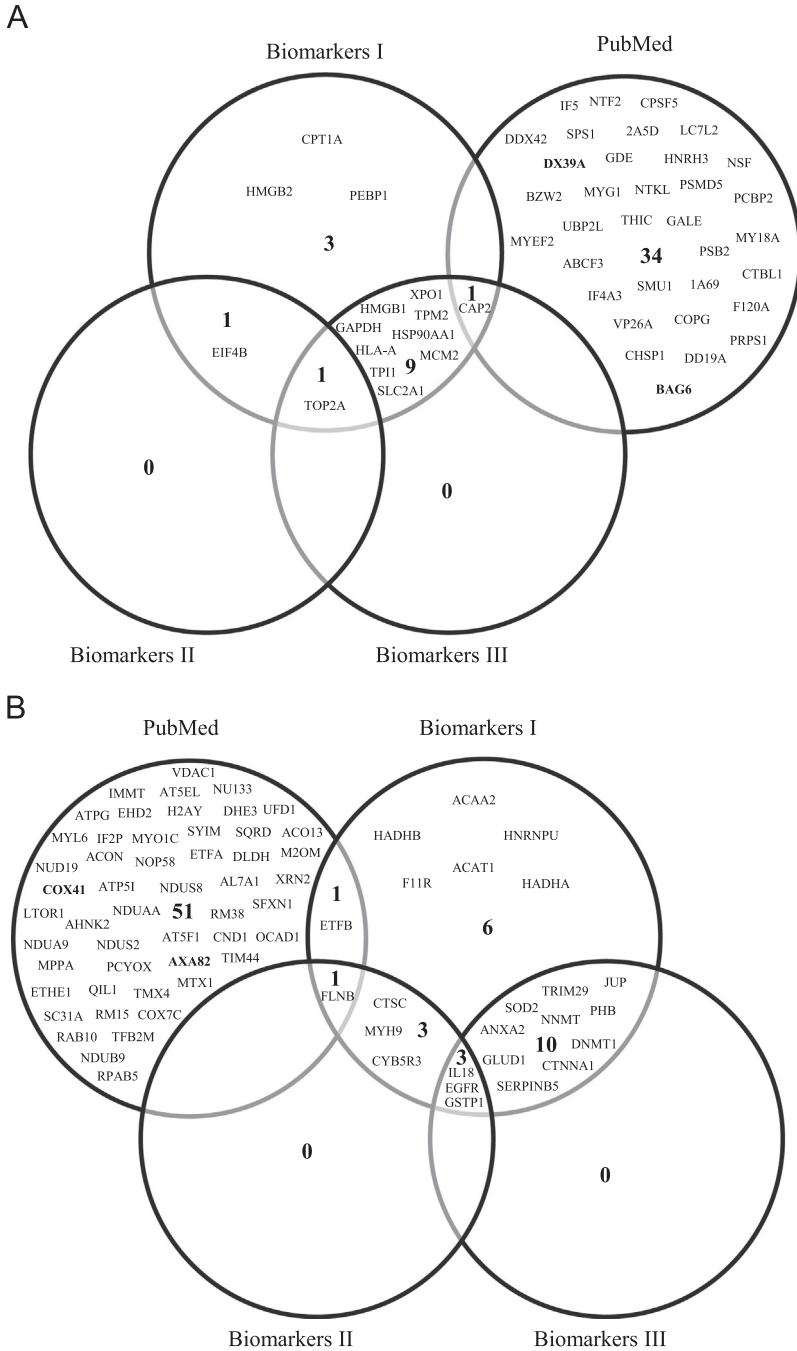 A
Biomarkers I
PubMed
IF5 NTF2 CPSF5
DDX42 SPS1 2A5D LC7L2
DX39A GDE HNRH3 NSF
BZW2 MYG1 NTKL PSMD5 PCBP2
UBP2L THIC GALE
MYEF2 34 PSB2 MY18A
ABCF3 SMU1 1A69 CTBL1
IF4A3 F120A
VP26A COPG PRPS1
CHSP1 DD19A
BAG6
CPT1A
HMGB2 PEBP1
3
1
CAP2
XPO1
HMGB1 TPM2
GAPDH HSP90AA1
HLA-A MCM2
TPI1 9
SLC2A1
1
EIF4B
1
TOP2A
0
0
Biomarkers II
Biomarkers III
B
PubMed
Biomarkers I
VDAC1
IMMT AT5EL NU133
ATPG EHD2 H2AY DHE3 UFD1
MYL6 IF2P MYO1C SYIM SQRD ACO13
ACON NOP58 ETFA DLDH M2OM
NUD19
COX41 ATP5I NDUS8 AL7A1 XRN2
LTOR1 NDUAA 51 RM38 SFXN1
AHNK2
NDUA9 NDUS2 AT5F1 CND1 OCAD1
MPPA PCYOX AXA82 TIM44
ETHE1 QIL1 TMX4 MTX1
SC31A RM15 COX7C
RAB10 TFB2M
NDUB9
RPAB5
1
ETFB
ACAA2
HADHB HNRNPU
ACAT1
F11R HADHA
6
1
FLNB
CTSC
MYH9 3
CYB5R3
3
IL18
EGFR
GSTP1
TRIM29 JUP
SOD2 NNMT PHB
ANXA2 10 DNMT1
GLUD1 CTNNA1
SERPINB5
0
0
Biomarkers II
Biomarkers III